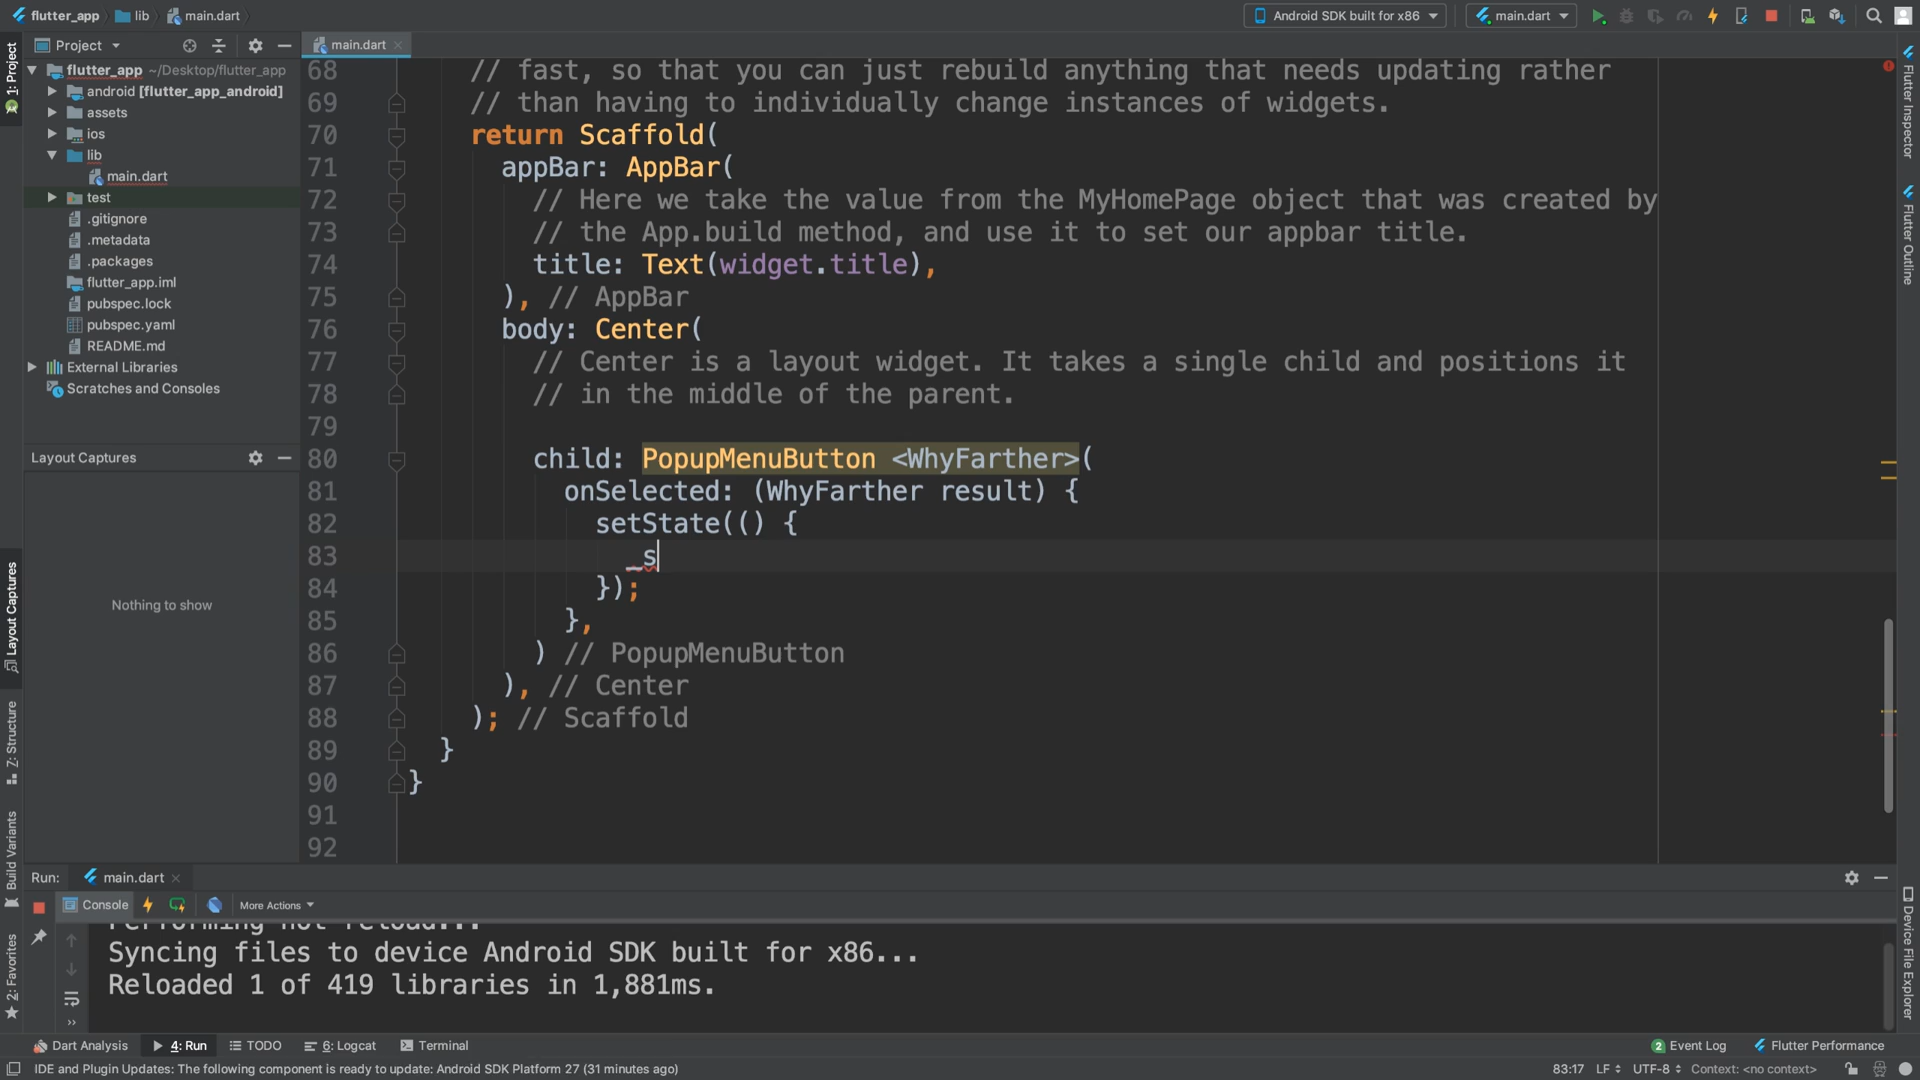 flutter_app
lib
main.dart
Android SDK built for x86
main.dart
1: Project
Project
main.dart
flutter_app ~/Desktop/flutter_app
android [flutter_app_android]
assets
ios
lib
main.dart
test
.gitignore
.metadata
.packages
flutter_app.iml
pubspec.lock
pubspec.yaml
README.md
External Libraries
Scratches and Consoles
Layout Captures
Nothing to show
Layout Captures
Z: Structure
Build Variants
2: Favorites
68 // fast, so that you can just rebuild anything that needs updating rather
69 // than having to individually change instances of widgets.
70 return Scaffold(
71 appBar: AppBar(
72 // Here we take the value from the MyHomePage object that was created by
73 // the App.build method, and use it to set our appbar title.
74 title: Text(widget.title),
75 ), // AppBar
76 body: Center(
77 // Center is a layout widget. It takes a single child and positions it
78 // in the middle of the parent.
79
80 child: PopupMenuButton <WhyFarther>(
81 onSelected: (WhyFarther result) {
82 setState(() {
83 _s
84 });
85 },
86 ) // PopupMenuButton
87 ), // Center
88 ); // Scaffold
89 }
90 }
91
92
Flutter Inspector
Flutter Outline
Device File Explorer
Run:
main.dart
Console
More Actions
Performing hot reload...
Syncing files to device Android SDK built for x86...
Reloaded 1 of 419 libraries in 1,881ms.
Dart Analysis
4: Run
TODO
6: Logcat
Terminal
2 Event Log
Flutter Performance
IDE and Plugin Updates: The following component is ready to update: Android SDK Platform 27 (31 minutes ago)
83:17
LF
UTF-8
Context: <no context>